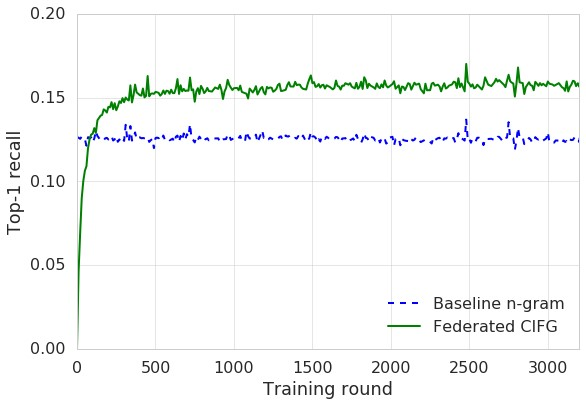 0.20
0.15
0.10
0.05
0.00
Top-1 recall
Baseline n-gram
Federated CIFG
0 500 1000 1500 2000 2500 3000
Training round